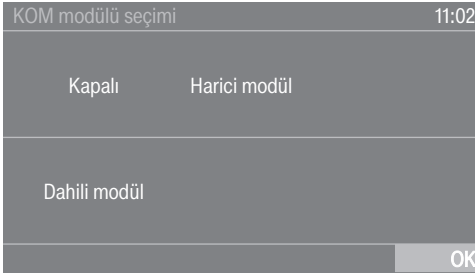 KOM modülü seçimi 11:02
Kapalı Harici modül
Dahili modül
OK